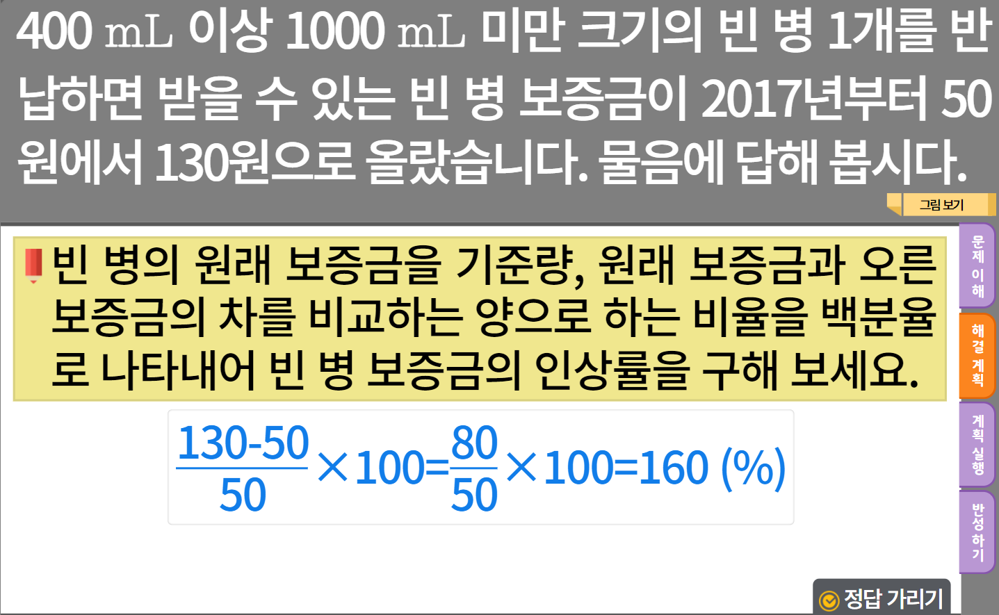 400 mL 이상 1000 mL 미만 크기의 빈 병 1개를 반
납하면 받을 수 있는 빈 병 보증금이 2017년부터 50
원에서 130원으로 올랐습니다. 물음에 답해 봅시다.
그림 보기
빈 병의 원래 보증금을 기준량, 원래 보증금과 오른
보증금의 차를 비교하는 양으로 하는 비율을 백분율
로 나타내어 빈 병 보증금의 인상률을 구해 보세요.
130-50/50×100=80/50×100=160 (%)
문제 이해
해결 계획
계획 실행
반성하기
정답 가리기